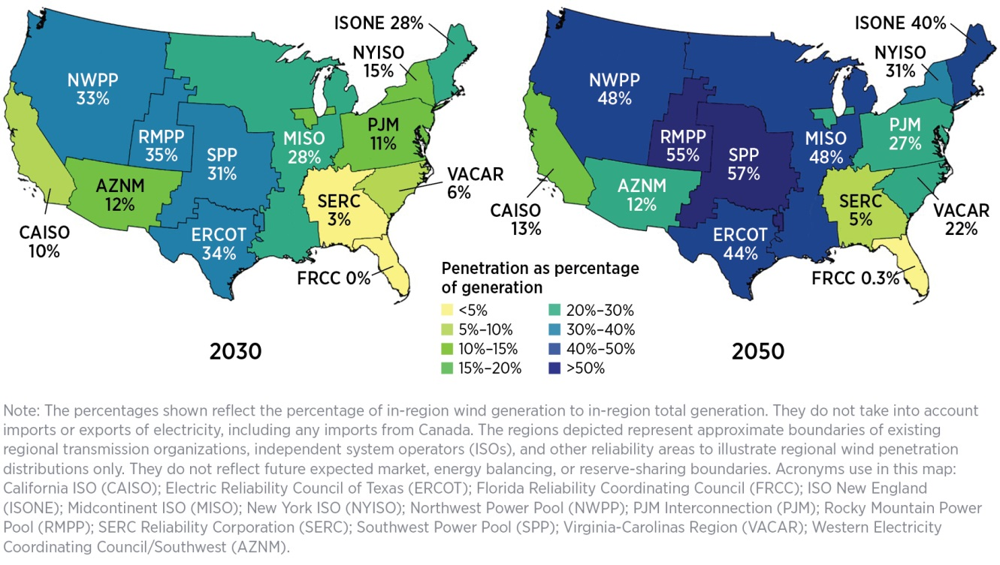 ISONE 28%
NYISO
15%
NWPP
33%
RMPP
35%
SPP
31%
MISO
28%
PJM
11%
VACAR
6%
AZNM
12%
SERC
3%
CAISO
10%
ERCOT
34%
FRCC 0%
2030
ISONE 40%
NYISO
31%
NWPP
48%
RMPP
55%
SPP
57%
MISO
48%
PJM
27%
AZNM
12%
SERC
5%
CAISO
13%
VACAR
22%
ERCOT
44%
FRCC 0.3%
2050
Penetration as percentage
of generation
<5%
5%–10%
10%–15%
15%–20%
20%–30%
30%–40%
40%–50%
>50%
Note: The percentages shown reflect the percentage of in-region wind generation to in-region total generation. They do not take into account
imports or exports of electricity, including any imports from Canada. The regions depicted represent approximate boundaries of existing
regional transmission organizations, independent system operators (ISOs), and other reliability areas to illustrate regional wind penetration
distributions only. They do not reflect future expected market, energy balancing, or reserve-sharing boundaries. Acronyms use in this map:
California ISO (CAISO); Electric Reliability Council of Texas (ERCOT); Florida Reliability Coordinating Council (FRCC); ISO New England
(ISONE); Midcontinent ISO (MISO); New York ISO (NYISO); Northwest Power Pool (NWPP); PJM Interconnection (PJM); Rocky Mountain Power
Pool (RMPP); SERC Reliability Corporation (SERC); Southwest Power Pool (SPP); Virginia-Carolinas Region (VACAR); Western Electricity
Coordinating Council/Southwest (AZNM).